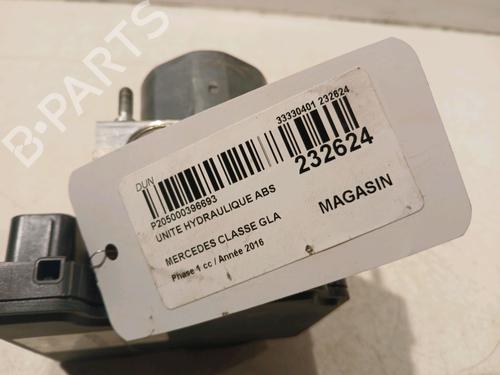 B-PARTS
DUN
33330401 232624
P205000396693
232624
UNITE HYDRAULIQUE ABS
MERCEDES CLASSE GLA
MAGASIN
Phase 1 cc / Année 2016